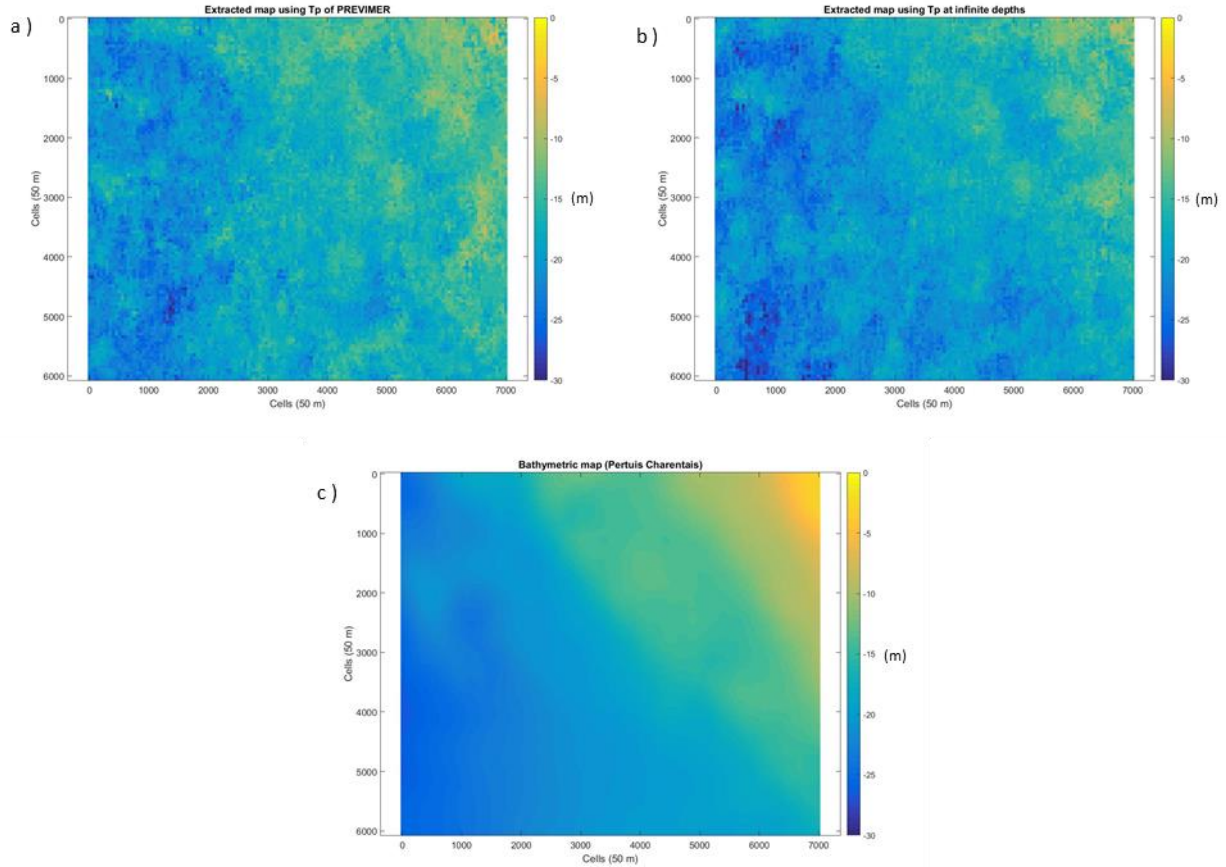 a )
Extracted map using Tp of PREVIMER
0
1000
2000
3000
4000
5000
6000
Cells (50 m)
0 1000 2000 3000 4000 5000 6000 7000
Cells (50 m)
0
-5
-10
-15
-20
-25
-30
(m)
b )
Extracted map using Tp at infinite depths
0
1000
2000
3000
4000
5000
6000
Cells (50 m)
0 1000 2000 3000 4000 5000 6000 7000
Cells (50 m)
0
-5
-10
-15
-20
-25
-30
(m)
c )
Bathymetric map (Pertuis Charentais)
0
1000
2000
3000
4000
5000
6000
Cells (50 m)
0 1000 2000 3000 4000 5000 6000 7000
Cells (50 m)
0
-5
-10
-15
-20
-25
-30
(m)